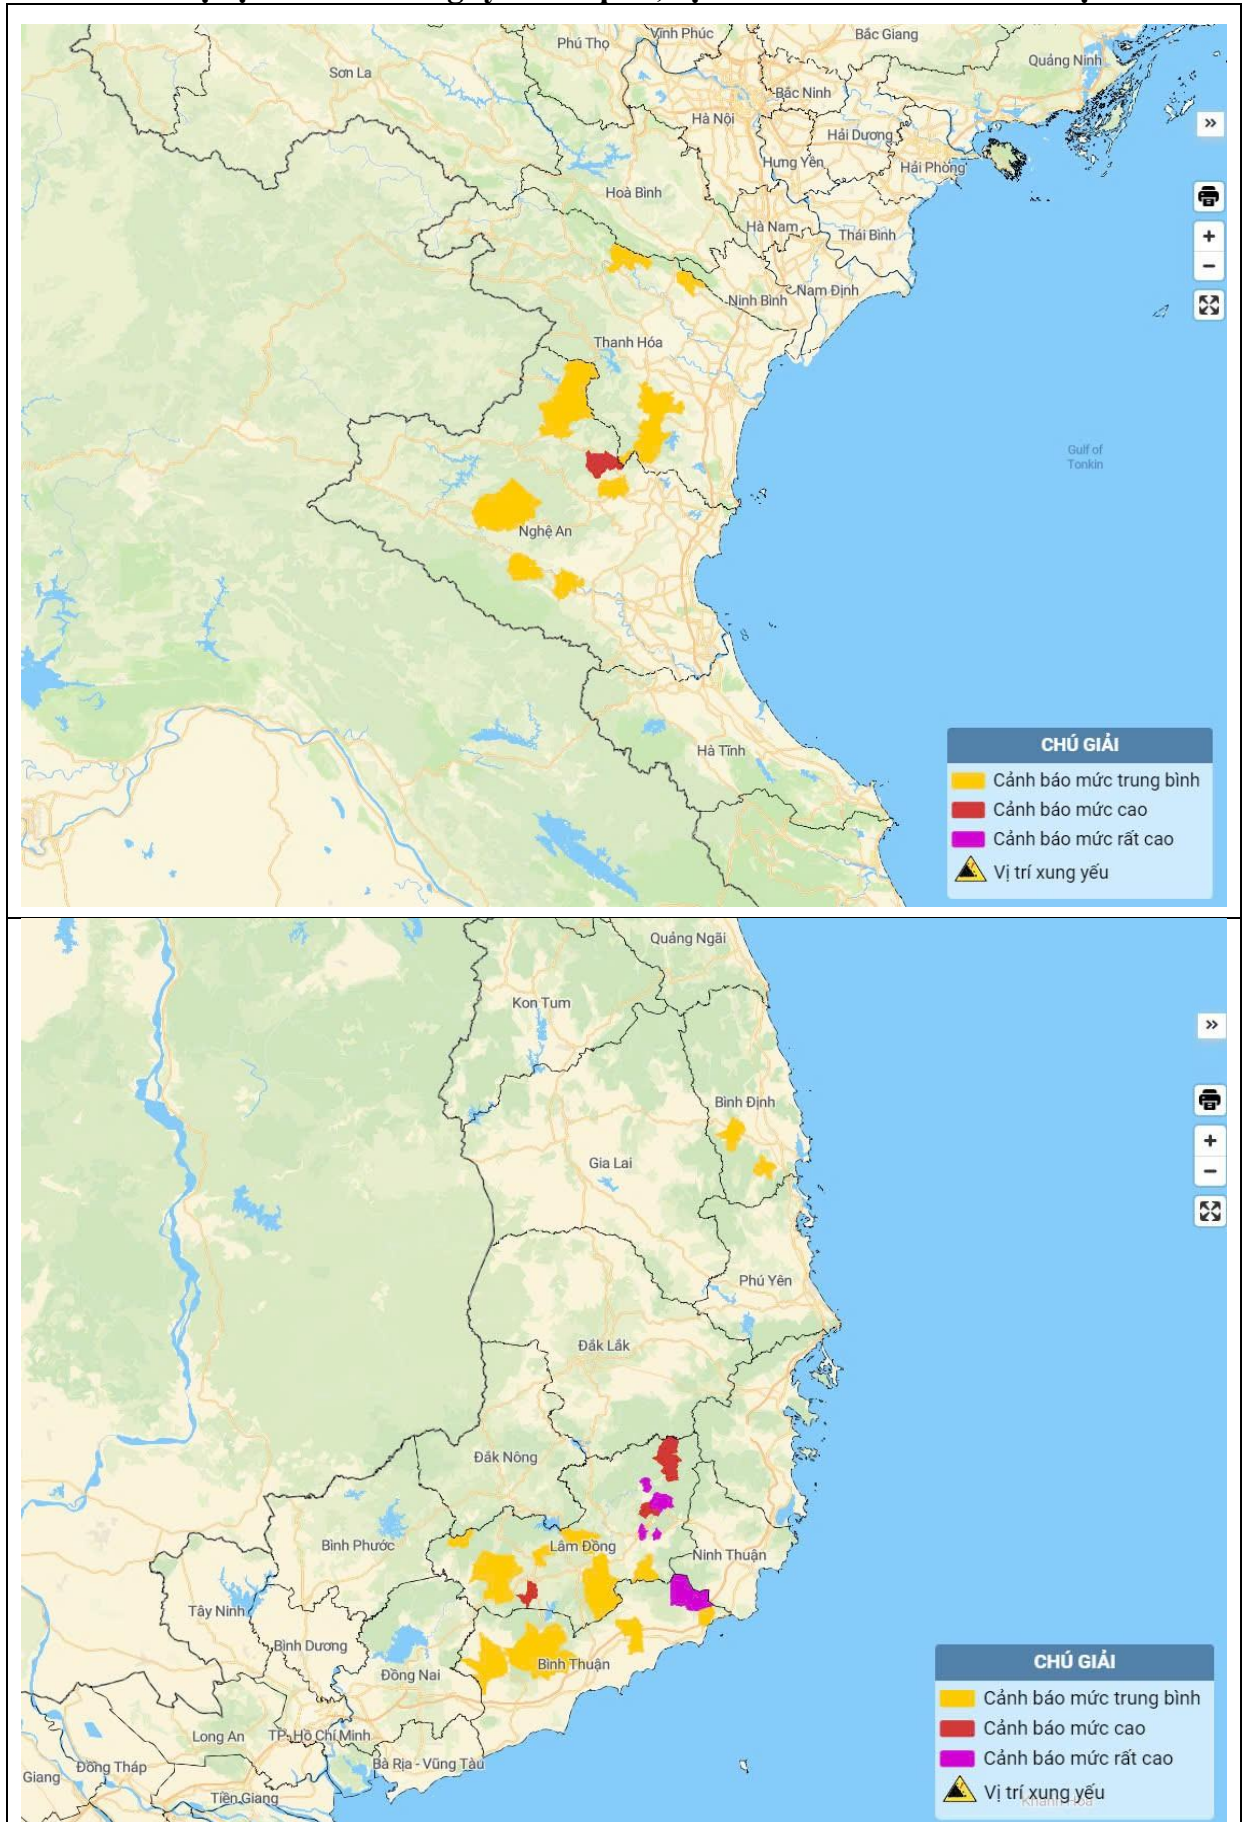 Phú Thọ
Vĩnh Phúc
Bắc Giang
Sơn La
Quảng Ninh
Bắc Ninh
Hà Nội
Hải Dương
Hưng Yên
Hải Phòng
Hoà Bình
Hà Nam
Thái Bình
Nam Định
Ninh Bình
Thanh Hóa
Gulf of
Tonkin
Nghệ An
Hà Tĩnh
CHÚ GIẢI
Cảnh báo mức trung bình
Cảnh báo mức cao
Cảnh báo mức rất cao
Vị trí xung yếu
Quảng Ngãi
Kon Tum
Bình Định
Gia Lai
Phú Yên
Đắk Lắk
Đắk Nông
Bình Phước
Lâm Đồng
Ninh Thuận
Tây Ninh
Bình Dương
Đồng Nai
Bình Thuận
Long An
TP. Hồ Chí Minh
Bà Rịa - Vũng Tàu
Đồng Tháp
Giang
Tiền Giang
CHÚ GIẢI
Cảnh báo mức trung bình
Cảnh báo mức cao
Cảnh báo mức rất cao
Vị trí xung yếu